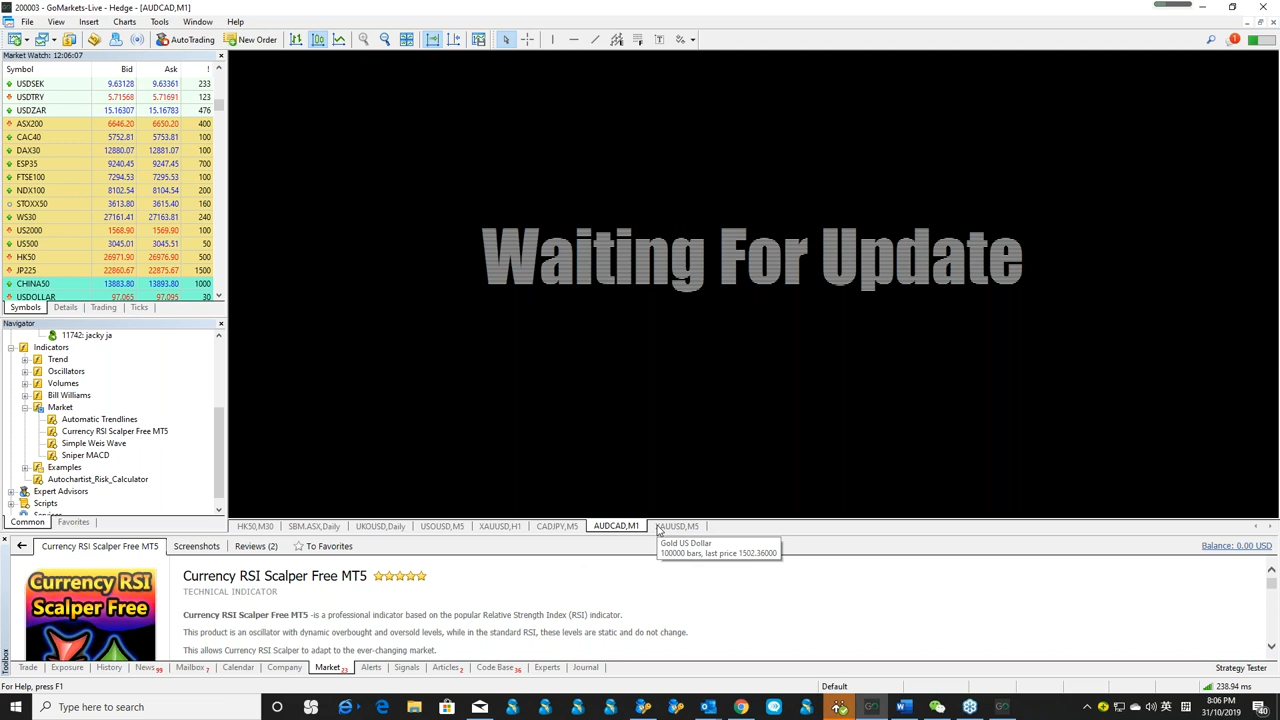 200003 - GoMarkets-Live - Hedge - [AUDCAD,M1]
File View Insert Charts Tools Window Help
AutoTrading New Order 1
Market Watch: 12:06:07
Symbol Bid Ask !
USDSEK 9.63128 9.63361 233
USDTRY 5.71568 5.71691 123
USDZAR 15.16307 15.16783 476
ASX200 6646.20 6650.20 400
CAC40 5752.81 5753.81 100
DAX30 12880.07 12881.07 100
ESP35 9240.45 9247.45 700
FTSE100 7294.53 7295.53 100
NDX100 8102.54 8104.54 200
STOXX50 3613.80 3615.40 160
WS30 27161.41 27163.81 240
US2000 1568.90 1569.90 100
US500 3045.01 3045.51 50
HK50 26971.90 26976.90 500
JP225 22860.67 22875.67 1500
CHINA50 13883.80 13893.80 1000
USDOLLAR 97.065 97.095 30
Symbols Details Trading Ticks
Waiting For Update
Navigator
11742: jacky ja
Indicators
Trend
Oscillators
Volumes
Bill Williams
Market
Automatic Trendlines
Currency RSI Scalper Free MT5
Simple Weis Wave
Sniper MACD
Examples
Autochartist_Risk_Calculator
Expert Advisors
Scripts
Common Favorites
HK50,M30 SBM.ASX,Daily UKOUSD,Daily USOUSD,M5 XAUUSD,H1 CADJPY,M5 AUDCAD,M1 XAUUSD,M5
Gold US Dollar
100000 bars, last price 1502.36000
Currency RSI Scalper Free MT5 Screenshots Reviews (2) To Favorites Balance: 0.00 USD
Currency RSI
Scalper Free
Currency RSI Scalper Free MT5
TECHNICAL INDICATOR
Currency RSI Scalper Free MT5 -is a professional indicator based on the popular Relative Strength Index (RSI) indicator.
This product is an oscillator with dynamic overbought and oversold levels, while in the standard RSI, these levels are static and do not change.
This allows Currency RSI Scalper to adapt to the ever-changing market.
Toolbox
Trade Exposure History News 99 Mailbox 7 Calendar Company Market 23 Alerts Signals Articles 2 Code Base 36 Experts Journal Strategy Tester
For Help, press F1 Default 238.94 ms
Type here to search 英 拼 8:06 PM
31/10/2019 40